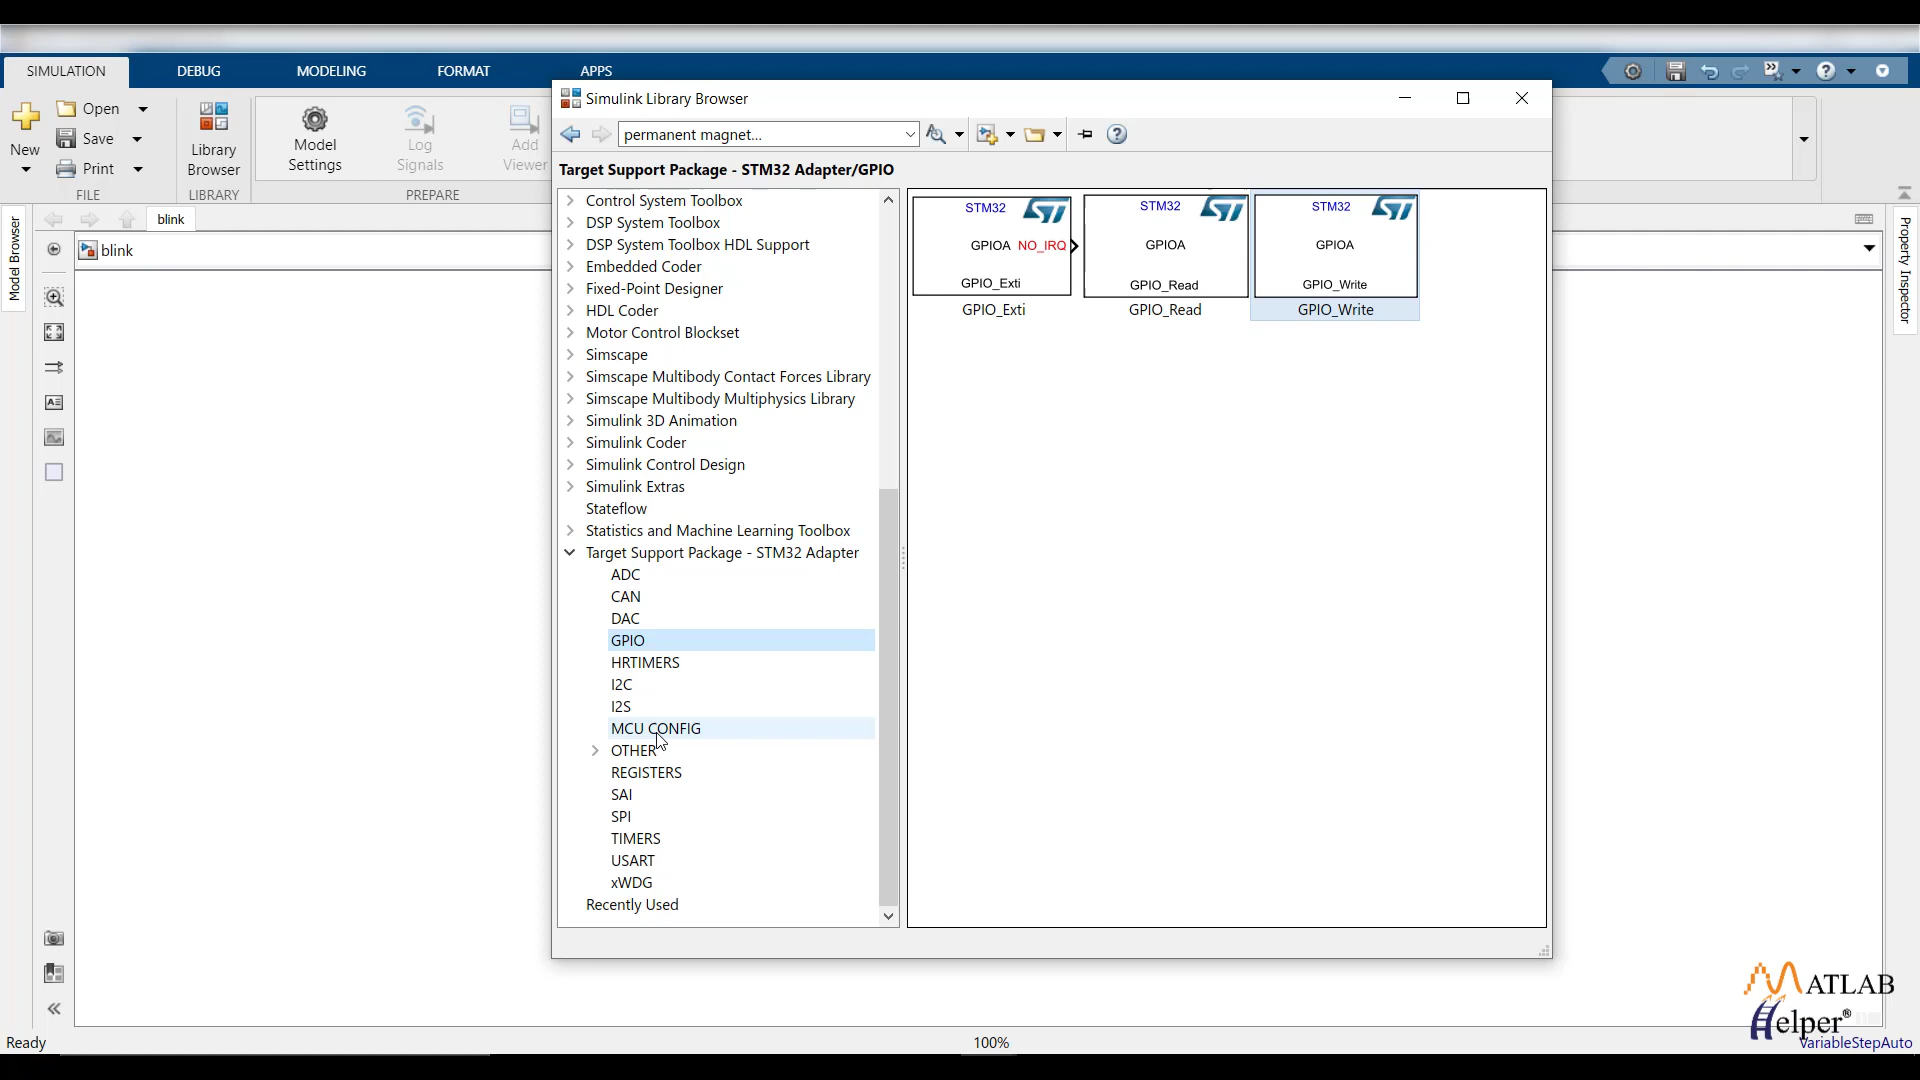 SIMULATION DEBUG MODELING FORMAT APPS
New
Open
Save
Print
Library Browser
Model Settings
Log Signals
Add Viewer
FILE LIBRARY PREPARE
Model Browser
blink
blink
Property Inspector
Simulink Library Browser
permanent magnet...
Target Support Package - STM32 Adapter/GPIO
Control System Toolbox
DSP System Toolbox
DSP System Toolbox HDL Support
Embedded Coder
Fixed-Point Designer
HDL Coder
Motor Control Blockset
Simscape
Simscape Multibody Contact Forces Library
Simscape Multibody Multiphysics Library
Simulink 3D Animation
Simulink Coder
Simulink Control Design
Simulink Extras
Stateflow
Statistics and Machine Learning Toolbox
Target Support Package - STM32 Adapter
ADC
CAN
DAC
GPIO
HRTIMERS
I2C
I2S
MCU CONFIG
OTHER
REGISTERS
SAI
SPI
TIMERS
USART
xWDG
Recently Used
STM32 ST
GPIOA NO_IRQ
GPIO_Exti
GPIO_Exti
STM32 ST
GPIOA
GPIO_Read
GPIO_Read
STM32 ST
GPIOA
GPIO_Write
GPIO_Write
MATLAB
Helper®
Ready 100% VariableStepAuto